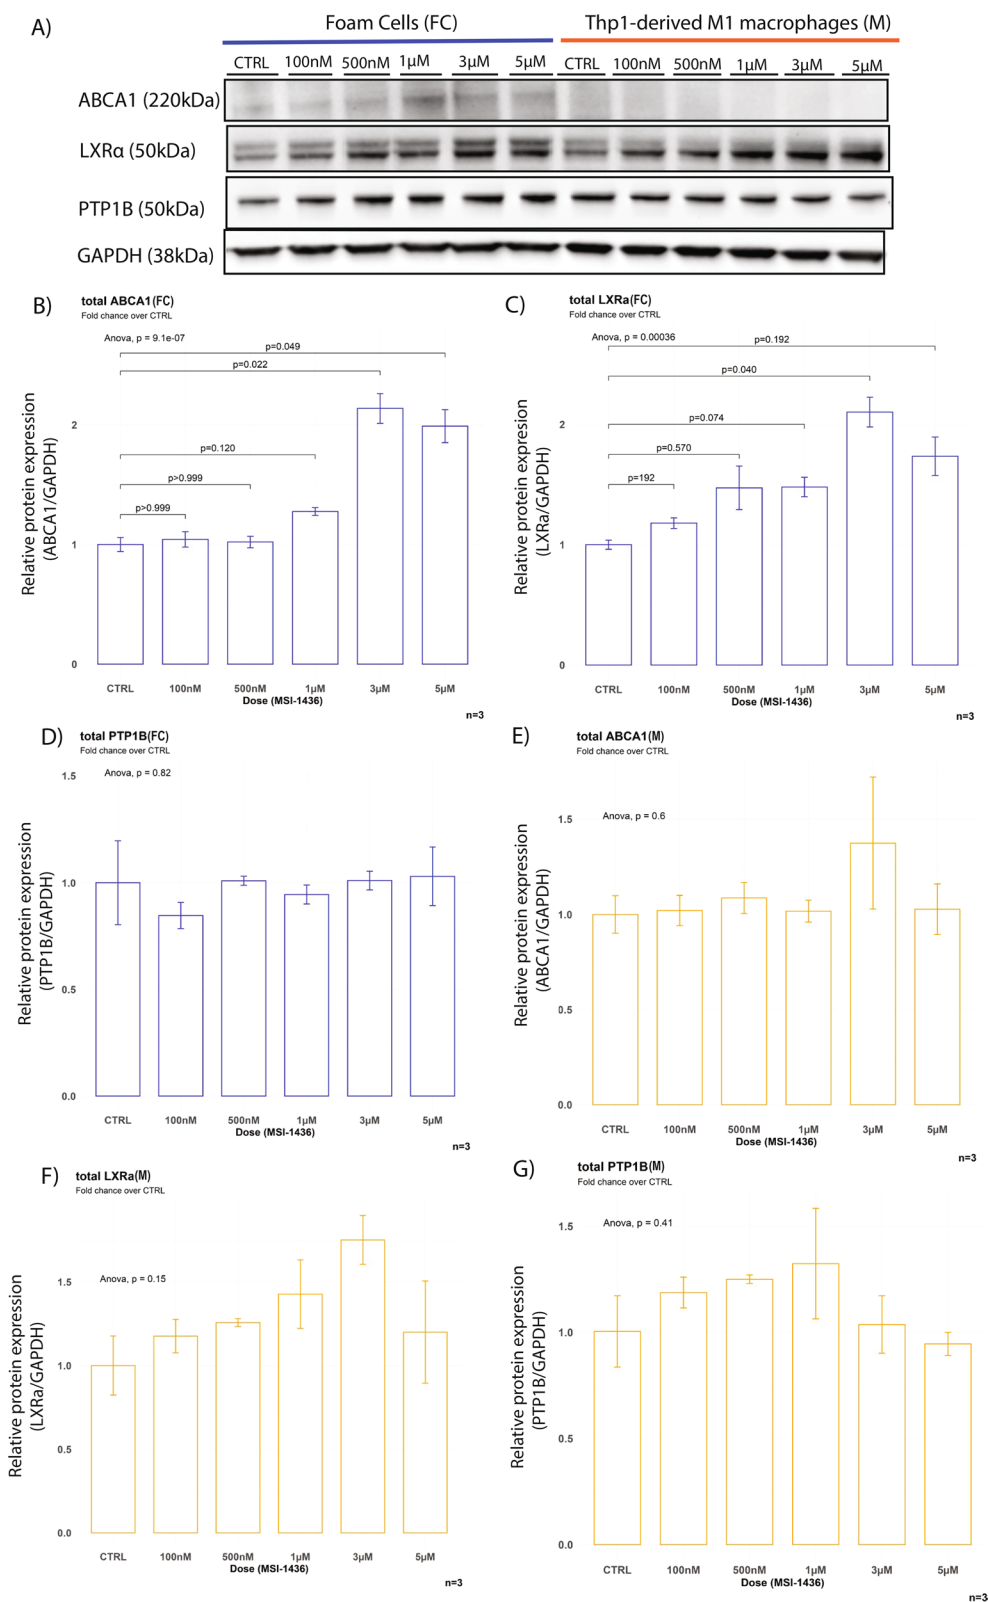 A)
Foam Cells (FC)
Thp1-derived M1 macrophages (M)
CTRL 100nM 500nM 1µM 3µM 5µM CTRL 100nM 500nM 1µM 3µM 5µM
ABCA1 (220kDa)
LXRα (50kDa)
PTP1B (50kDa)
GAPDH (38kDa)
B)
total ABCA1(FC)
Fold chance over CTRL
Anova, p = 9.1e-07
p=0.049
p=0.022
p=0.120
p>0.999
p>0.999
Relative protein expression
(ABCA1/GAPDH)
2
1
0
CTRL 100nM 500nM 1µM 3µM 5µM
Dose (MSI-1436)
n=3
C)
total LXRa(FC)
Fold chance over CTRL
Anova, p = 0.00036
p=0.192
p=0.040
p=0.074
p=0.570
p=192
Relative protein expression
(LXRa/GAPDH)
2
1
0
CTRL 100nM 500nM 1µM 3µM 5µM
Dose (MSI-1436)
n=3
D)
total PTP1B(FC)
Fold chance over CTRL
Anova, p = 0.82
Relative protein expression
(PTP1B/GAPDH)
1.5
1.0
0.5
0.0
CTRL 100nM 500nM 1µM 3µM 5µM
Dose (MSI-1436)
n=3
E)
total ABCA1(M)
Fold chance over CTRL
Anova, p = 0.6
Relative protein expression
(ABCA1/GAPDH)
1.5
1.0
0.5
0.0
CTRL 100nM 500nM 1µM 3µM 5µM
Dose (MSI-1436)
n=3
F)
total LXRa(M)
Fold chance over CTRL
Anova, p = 0.15
Relative protein expression
(LXRa/GAPDH)
1.5
1.0
0.5
0.0
CTRL 100nM 500nM 1µM 3µM 5µM
Dose (MSI-1436)
n=3
G)
total PTP1B(M)
Fold chance over CTRL
Anova, p = 0.41
Relative protein expression
(PTP1B/GAPDH)
1.5
1.0
0.5
0.0
CTRL 100nM 500nM 1µM 3µM 5µM
Dose (MSI-1436)
n=3